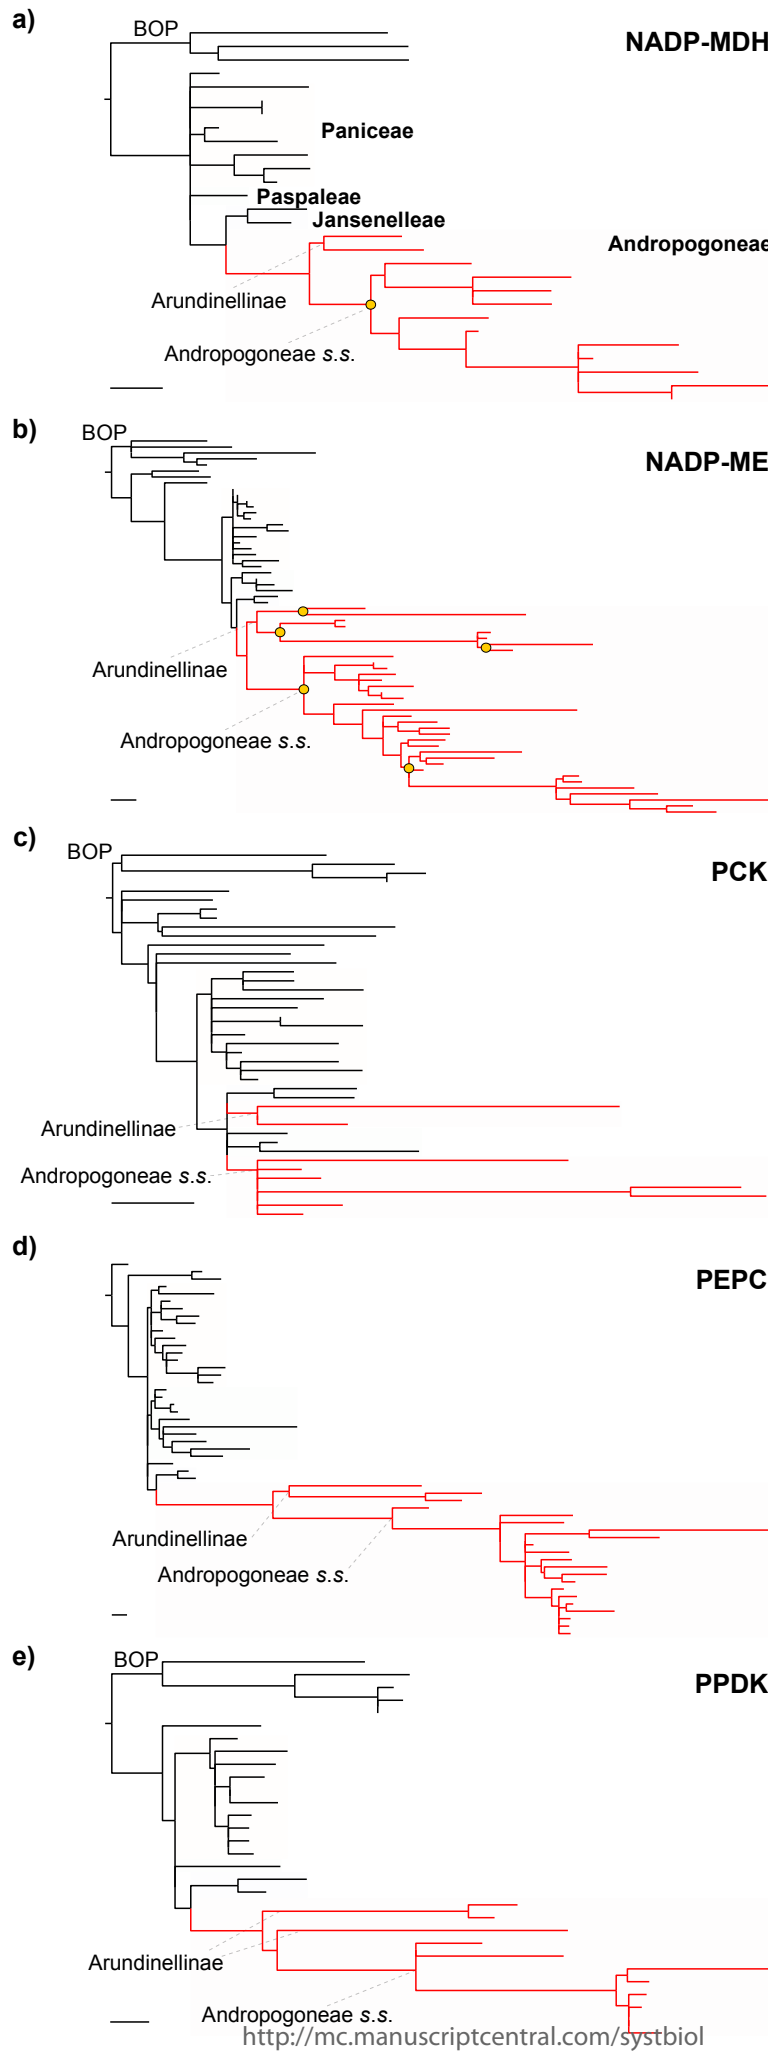 a)
BOP
NADP-MDH
Paniceae
Paspaleae
Jansenelleae
Andropogoneae
Arundinellinae
Andropogoneae s.s.
b)
BOP
NADP-ME
Arundinellinae
Andropogoneae s.s.
c)
BOP
PCK
Arundinellinae
Andropogoneae s.s.
d)
PEPC
Arundinellinae
Andropogoneae s.s.
e)
BOP
PPDK
Arundinellinae
Andropogoneae s.s.
http://mc.manuscriptcentral.com/systbiol